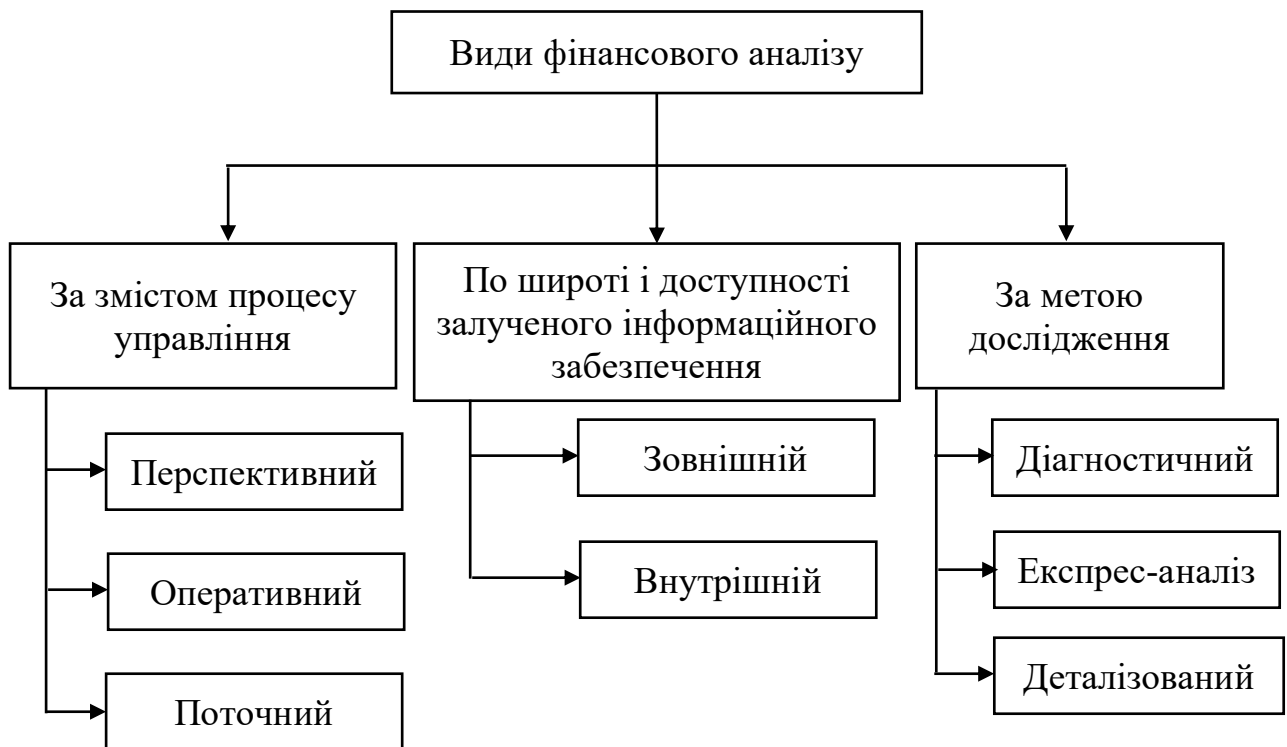 Види фінансового аналізу
За змістом процесу
управління
По широті і доступності
залученого інформаційного
забезпечення
За метою
дослідження
Перспективний
Оперативний
Поточний
Зовнішній
Внутрішній
Діагностичний
Експрес-аналіз
Деталізований